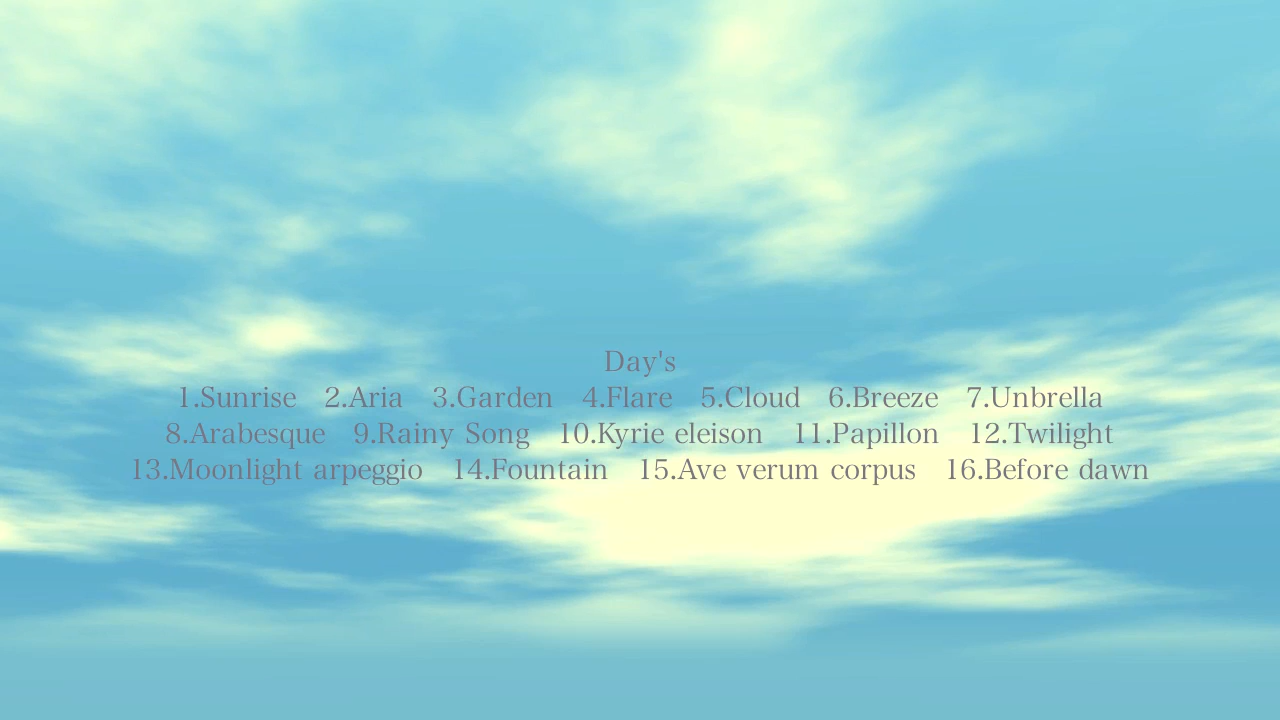 Day's
1.Sunrise 2.Aria 3.Garden 4.Flare 5.Cloud 6.Breeze 7.Unbrella
8.Arabesque 9.Rainy Song 10.Kyrie eleison 11.Papillon 12.Twilight
13.Moonlight arpeggio 14.Fountain 15.Ave verum corpus 16.Before dawn